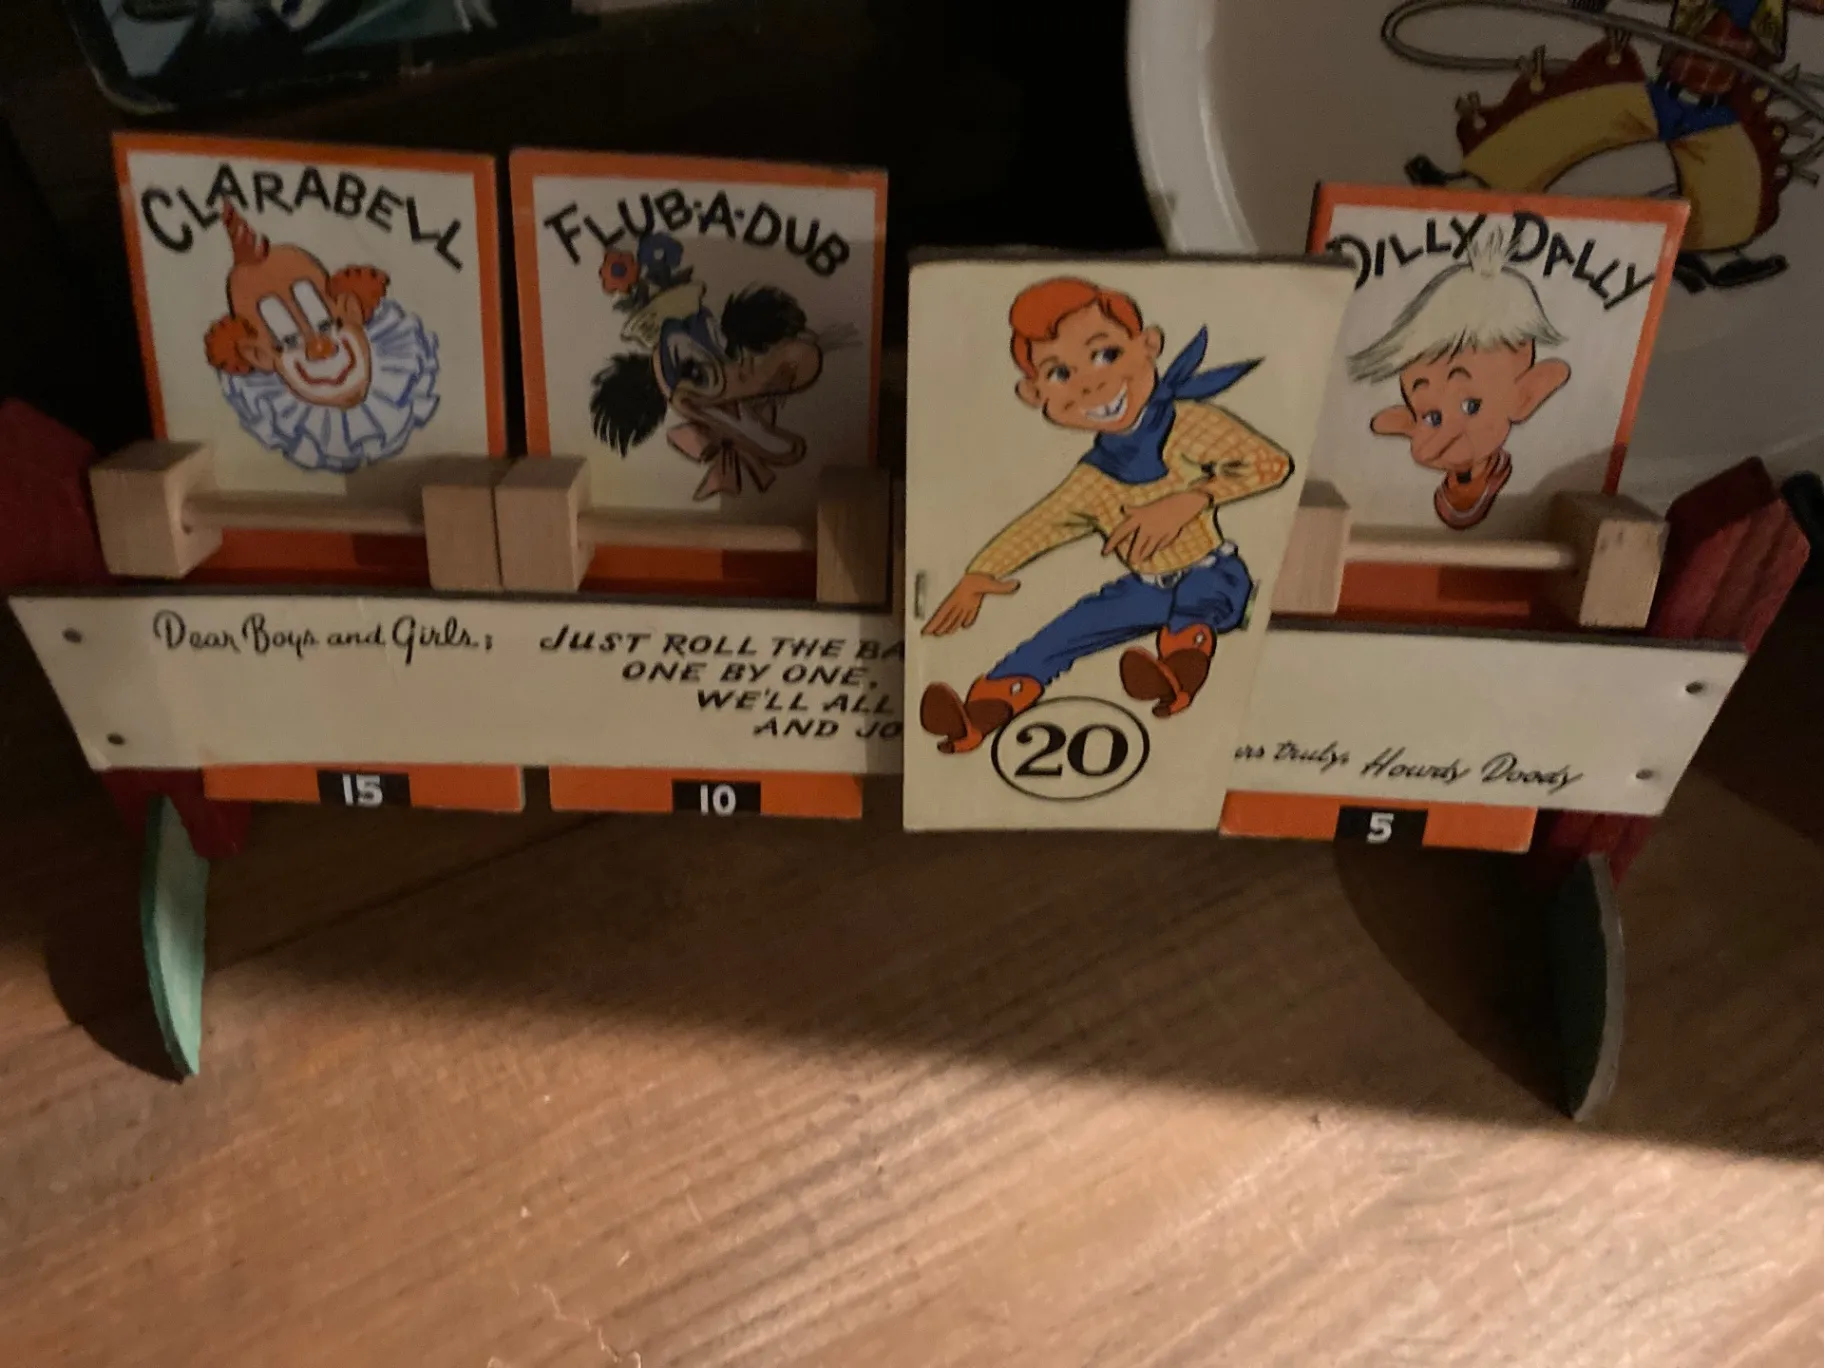 CLARABELL
FLUB·A·DUB
DILLY DALLY
Dear Boys and Girls:
JUST ROLL THE
ONE BY ONE,
WE'LL ALL
AND
truly, Howdy Doody
15
10
20
5